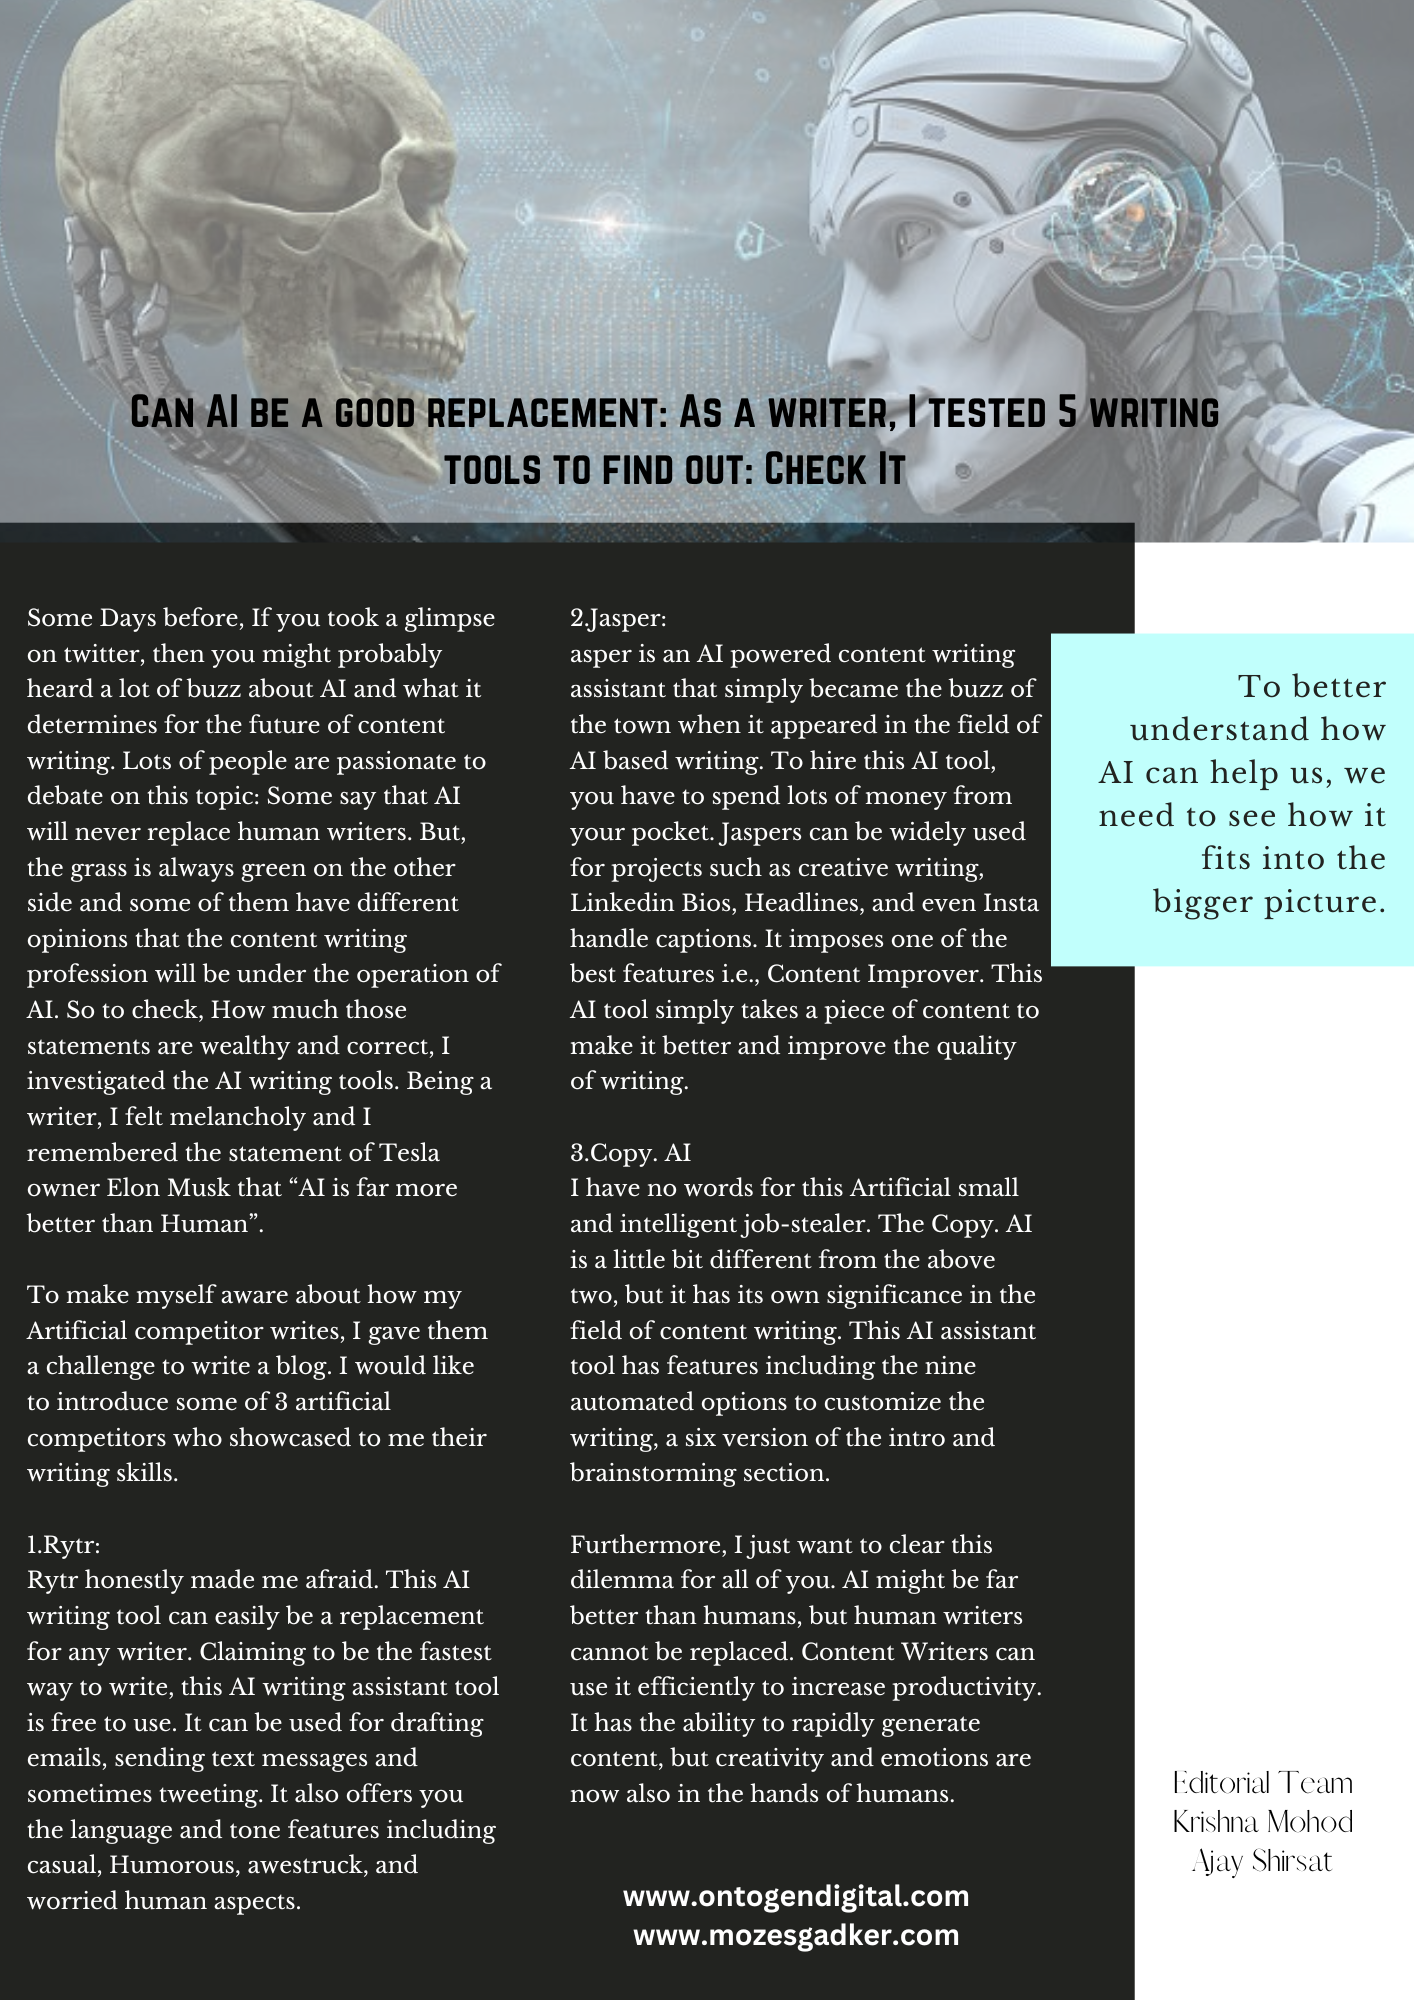 Can AI be a good replacement: As a writer, I tested 5 writing
tools to find out: Check It
Some Days before, If you took a glimpse
on twitter, then you might probably
heard a lot of buzz about AI and what it
determines for the future of content
writing. Lots of people are passionate to
debate on this topic: Some say that AI
will never replace human writers. But,
the grass is always green on the other
side and some of them have different
opinions that the content writing
profession will be under the operation of
AI. So to check, How much those
statements are wealthy and correct, I
investigated the AI writing tools. Being a
writer, I felt melancholy and I
remembered the statement of Tesla
owner Elon Musk that “AI is far more
better than Human”.
To make myself aware about how my
Artificial competitor writes, I gave them
a challenge to write a blog. I would like
to introduce some of 3 artificial
competitors who showcased to me their
writing skills.
1.Rytr:
Rytr honestly made me afraid. This AI
writing tool can easily be a replacement
for any writer. Claiming to be the fastest
way to write, this AI writing assistant tool
is free to use. It can be used for drafting
emails, sending text messages and
sometimes tweeting. It also offers you
the language and tone features including
casual, Humorous, awestruck, and
worried human aspects.
2.Jasper:
asper is an AI powered content writing
assistant that simply became the buzz of
the town when it appeared in the field of
AI based writing. To hire this AI tool,
you have to spend lots of money from
your pocket. Jaspers can be widely used
for projects such as creative writing,
Linkedin Bios, Headlines, and even Insta
handle captions. It imposes one of the
best features i.e., Content Improver. This
AI tool simply takes a piece of content to
make it better and improve the quality
of writing.
3.Copy. AI
I have no words for this Artificial small
and intelligent job-stealer. The Copy. AI
is a little bit different from the above
two, but it has its own significance in the
field of content writing. This AI assistant
tool has features including the nine
automated options to customize the
writing, a six version of the intro and
brainstorming section.
Furthermore, I just want to clear this
dilemma for all of you. AI might be far
better than humans, but human writers
cannot be replaced. Content Writers can
use it efficiently to increase productivity.
It has the ability to rapidly generate
content, but creativity and emotions are
now also in the hands of humans.
www.ontogendigital.com
www.mozesgadker.com
To better
understand how
AI can help us, we
need to see how it
fits into the
bigger picture.
Editorial Team
Krishna Mohod
Ajay Shirsat